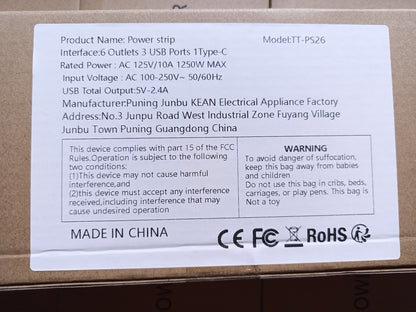 Product Name: Power strip Model:TT-PS26
Interface:6 Outlets 3 USB Ports 1Type-C
Rated Power : AC 125V/10A 1250W MAX
Input Voltage : AC 100-250V~ 50/60Hz
USB Total Output:5V-2.4A
Manufacturer:Puning Junbu KEAN Electrical Appliance Factory
Address:No.3 Junpu Road West Industrial Zone Fuyang Village
Junbu Town Puning Guangdong China
This device complies with part 15 of the FCC
Rules.Operation is subject to the following
two conditions:
(1)This may not cause harmful
interference,and
(2)this device must accept any interference
received,including interference that may
cause undesired operation
WARNING
To avoid danger of suffocation,
keep this bag away from babies
and children
Do not use this bag in cribs, beds,
carriages, or play pens. This bag is
Not a toy
MADE IN CHINA
CE FC RoHS